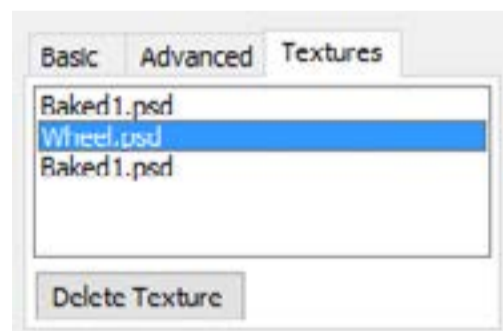 Basic Advanced Textures
Baked1.psd
Wheel.psd
Baked1.psd
Delete Texture